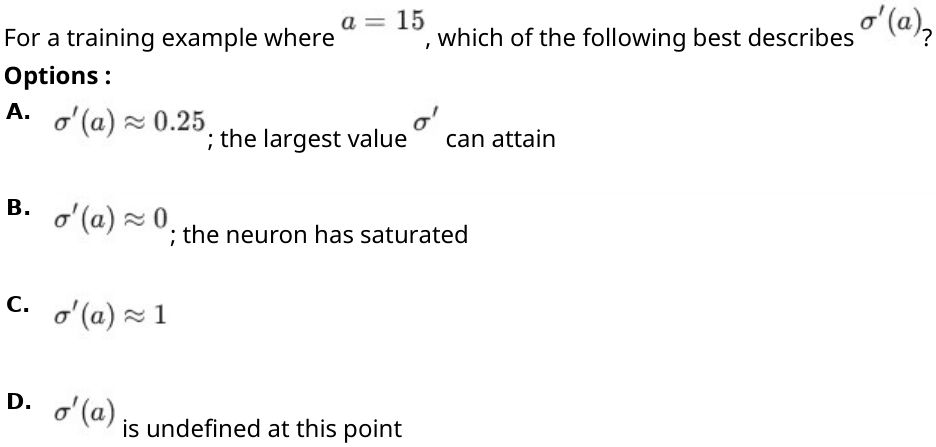 For a training example where a = 15, which of the following best describes σ′(a)?
Options :
A. σ′(a) ≈ 0.25; the largest value σ′ can attain
B. σ′(a) ≈ 0; the neuron has saturated
C. σ′(a) ≈ 1
D. σ′(a) is undefined at this point